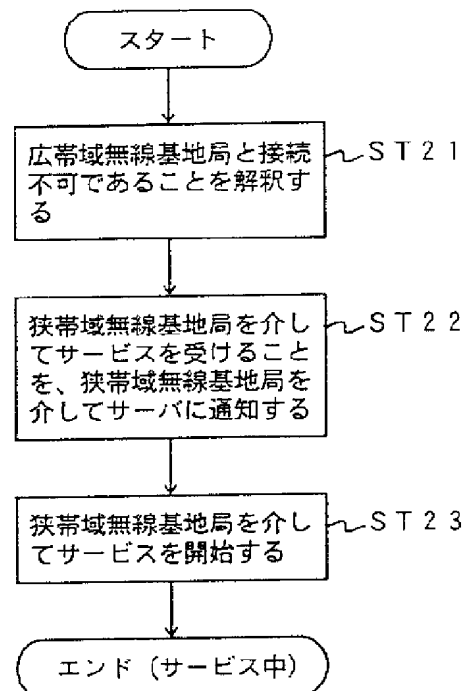 スタート
広帯域無線基地局と接続
不可であることを解釈す
る
ST21
狭帯域無線基地局を介し
てサービスを受けること
を、狭帯域無線基地局を
介してサーバに通知する
ST22
狭帯域無線基地局を介し
てサービスを開始する
ST23
エンド (サービス中)